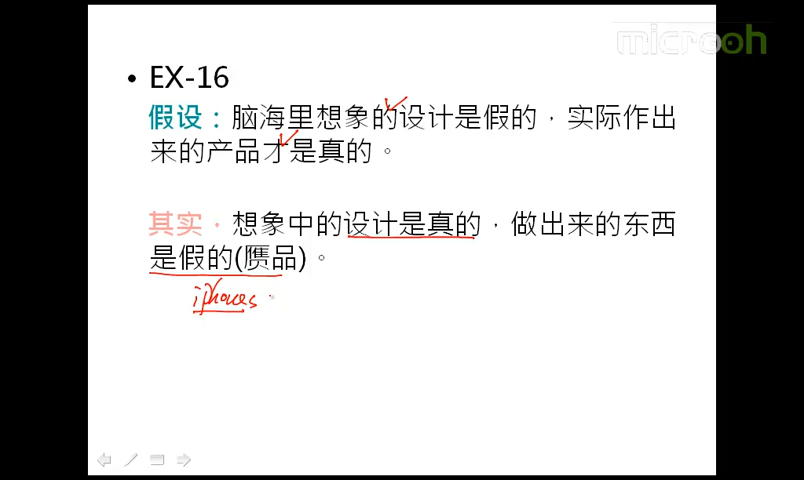 microoh
• EX-16
假设：脑海里想象的设计是假的，实际作出
来的产品才是真的。
其实，想象中的设计是真的，做出来的东西
是假的(赝品)。
iphones